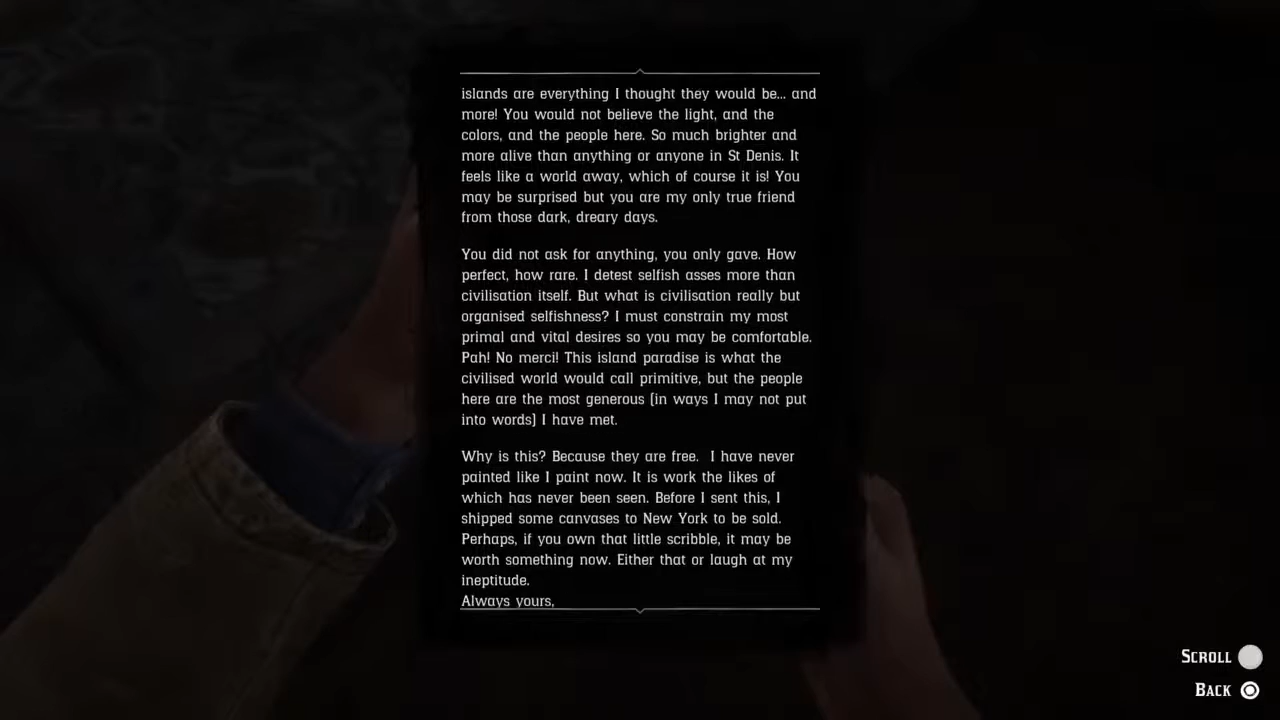 islands are everything I thought they would be... and
more! You would not believe the light, and the
colors, and the people here. So much brighter and
more alive than anything or anyone in St Denis. It
feels like a world away, which of course it is! You
may be surprised but you are my only true friend
from those dark, dreary days.
You did not ask for anything, you only gave. How
perfect, how rare. I detest selfish asses more than
civilisation itself. But what is civilisation really but
organised selfishness? I must constrain my most
primal and vital desires so you may be comfortable.
Pah! No merci! This island paradise is what the
civilised world would call primitive, but the people
here are the most generous (in ways I may not put
into words) I have met.
Why is this? Because they are free.  I have never
painted like I paint now. It is work the likes of
which has never been seen. Before I sent this, I
shipped some canvases to New York to be sold.
Perhaps, if you own that little scribble, it may be
worth something now. Either that or laugh at my
ineptitude.
Always yours,
SCROLL
BACK